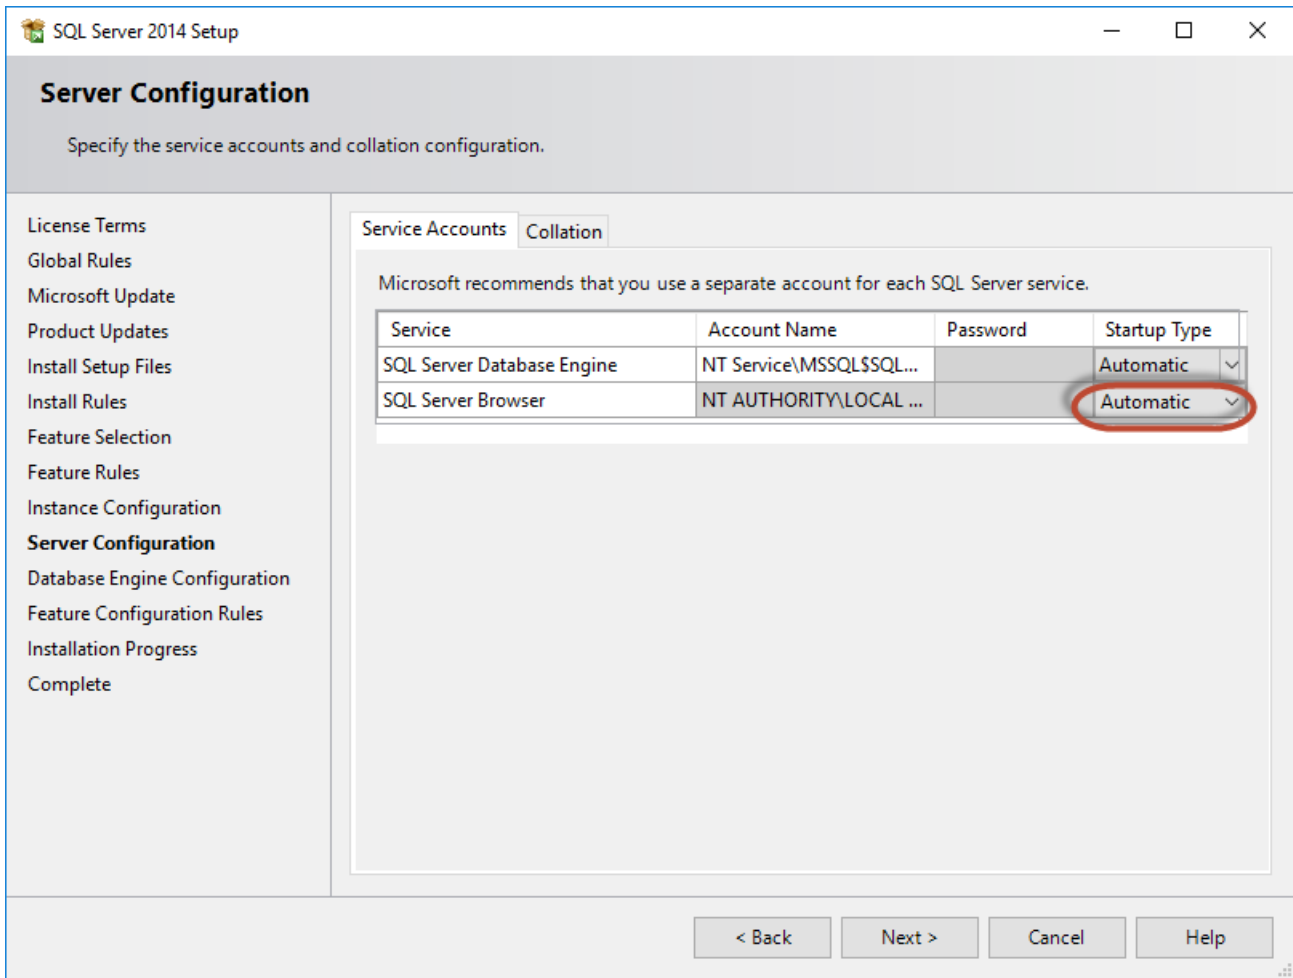 SQL Server 2014 Setup
Server Configuration
Specify the service accounts and collation configuration.
License Terms
Global Rules
Microsoft Update
Product Updates
Install Setup Files
Install Rules
Feature Selection
Feature Rules
Instance Configuration
Server Configuration
Database Engine Configuration
Feature Configuration Rules
Installation Progress
Complete
Service Accounts Collation
Microsoft recommends that you use a separate account for each SQL Server service.
Service Account Name Password Startup Type
SQL Server Database Engine NT Service\MSSQL$SQL... Automatic
SQL Server Browser NT AUTHORITY\LOCAL ... Automatic
< Back Next > Cancel Help